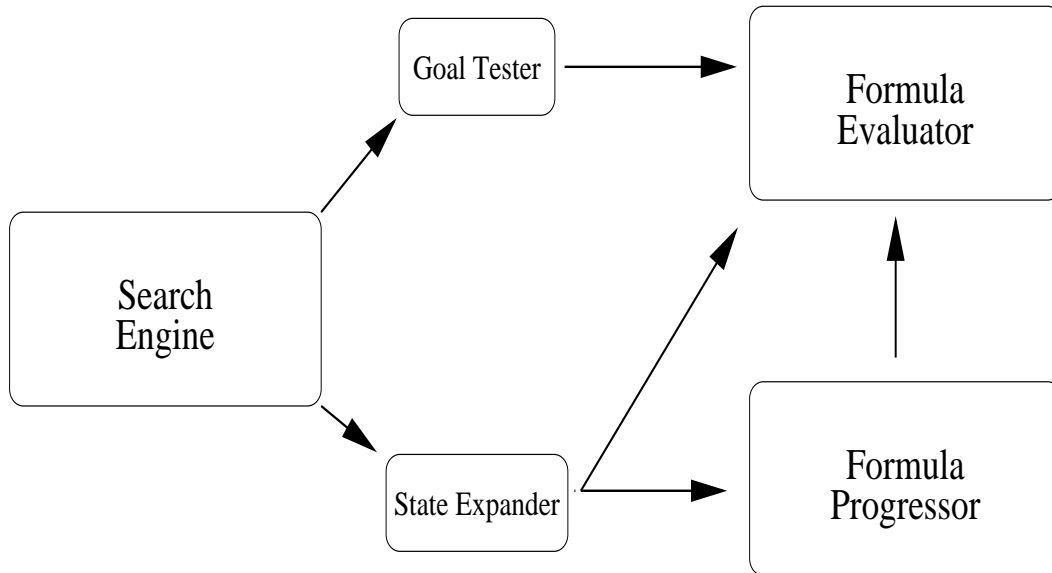 Goal Tester
Formula
Evaluator
Search
Engine
State Expander
Formula
Progressor